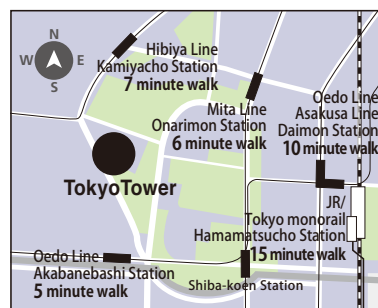 N
W E
S
Hibiya Line
Kamiyacho Station
7 minute walk
Mita Line
Onarimon Station
6 minute walk
Oedo Line
Asakusa Line
Daimon Station
10 minute walk
TokyoTower
JR/
Tokyo monorail
Hamamatsucho Station
15 minute walk
Oedo Line
Akabanebashi Station
5 minute walk
Shiba-koen Station